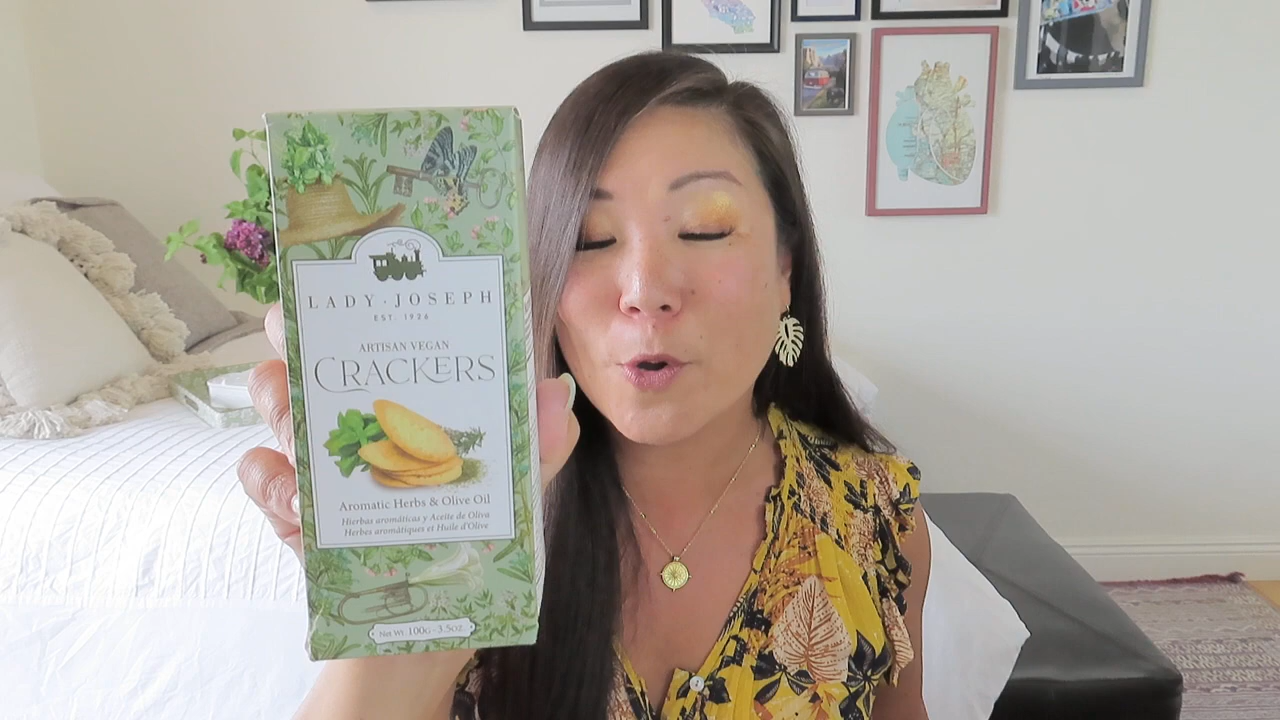 LADY · JOSEPH
EST. 1926
ARTISAN VEGAN
CRACKERS
Aromatic Herbs & Olive Oil
Hierbas aromáticas y Aceite de Oliva
Herbes aromàtiques et Huile d'Olive
Net Wt. 100G - 3.5oz.